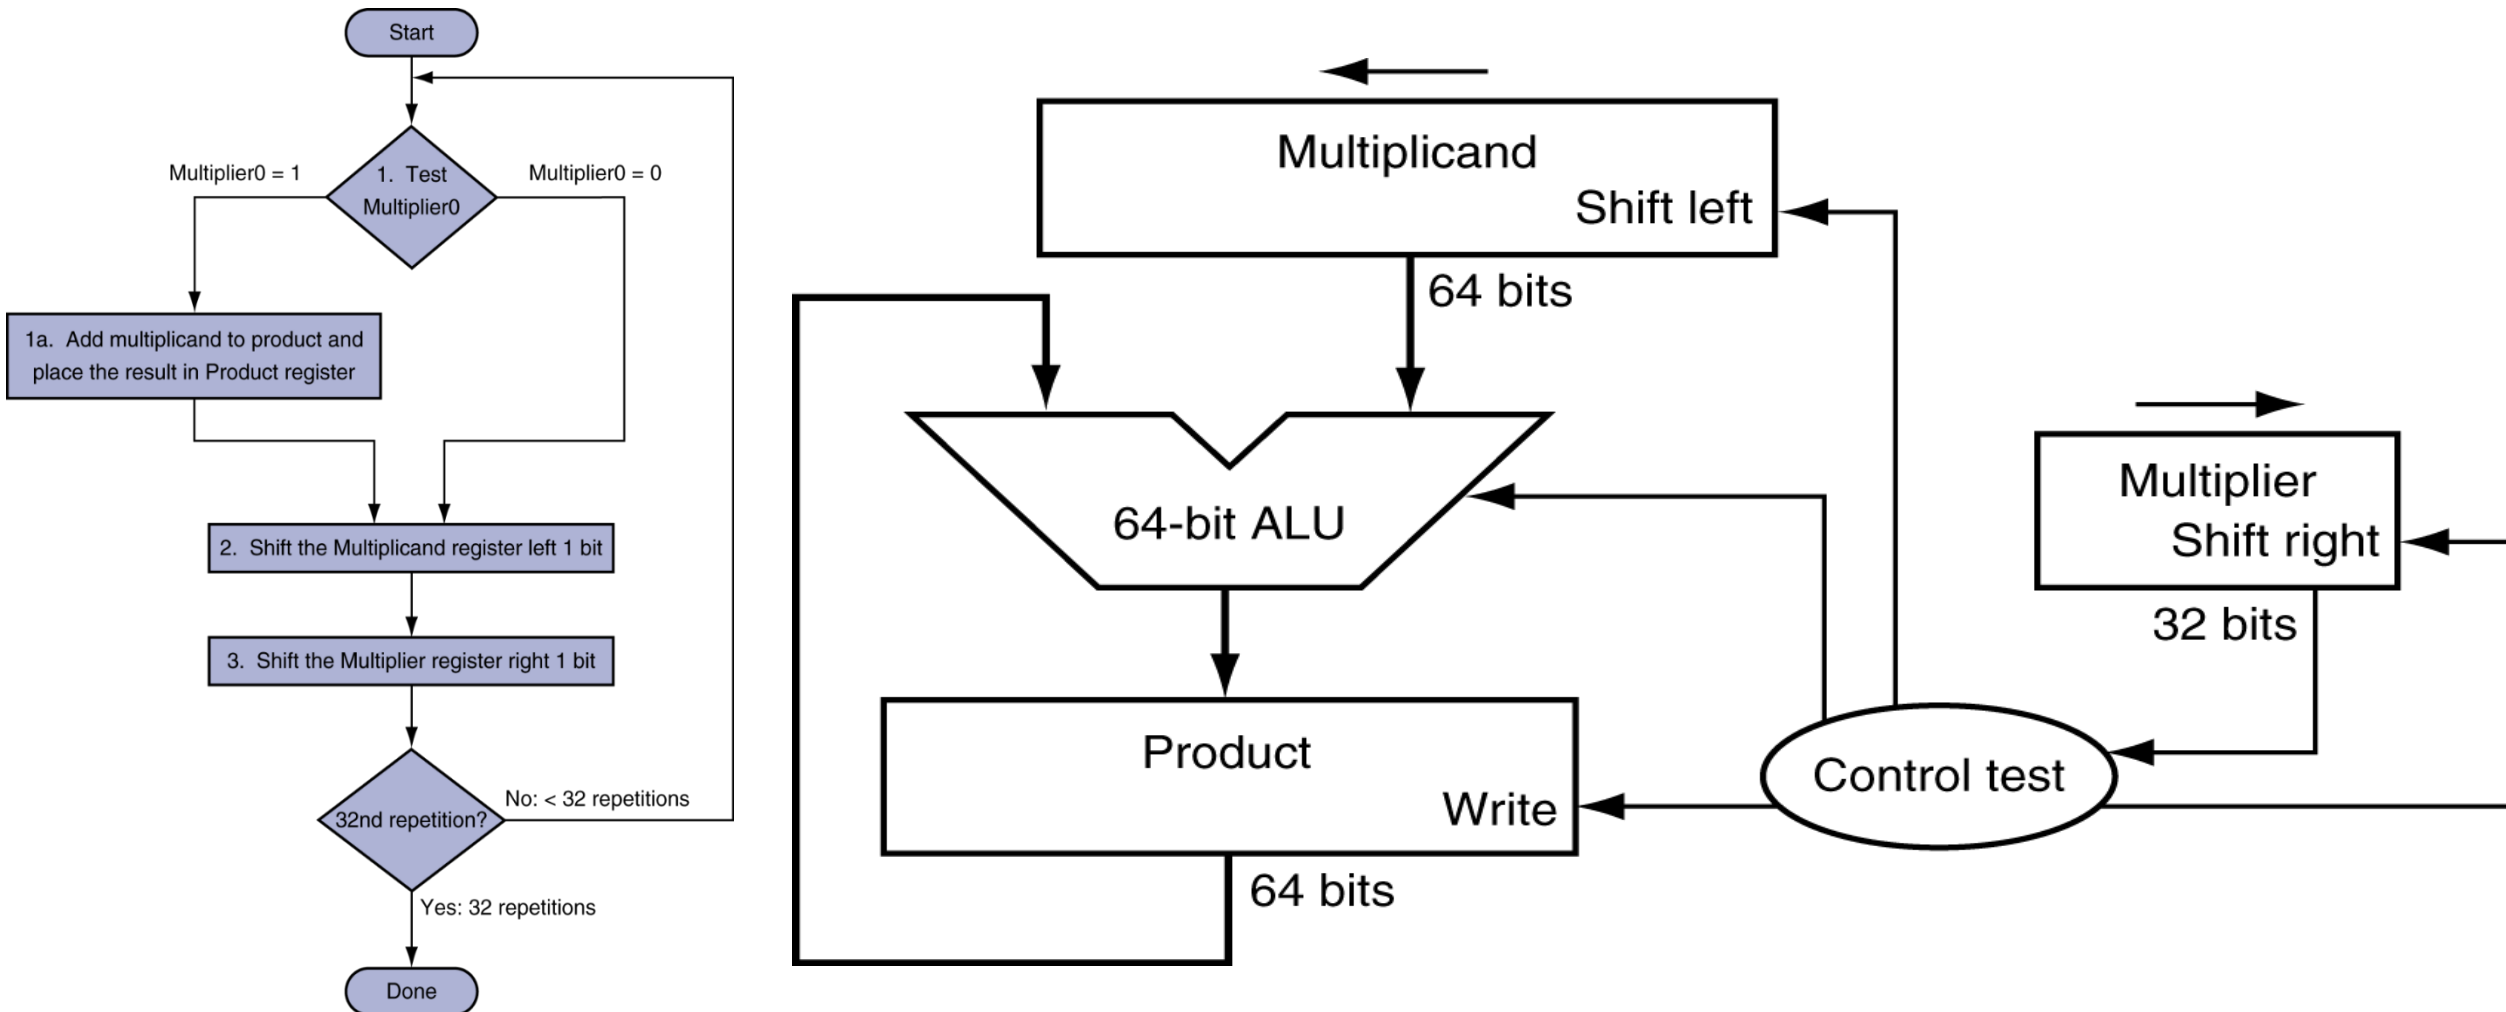 Start
1. Test
Multiplier0
Multiplier0 = 1
Multiplier0 = 0
1a. Add multiplicand to product and
place the result in Product register
2. Shift the Multiplicand register left 1 bit
3. Shift the Multiplier register right 1 bit
32nd repetition?
No: < 32 repetitions
Yes: 32 repetitions
Done
Multiplicand
Shift left
64 bits
64-bit ALU
Multiplier
Shift right
32 bits
Product
Write
Control test
64 bits